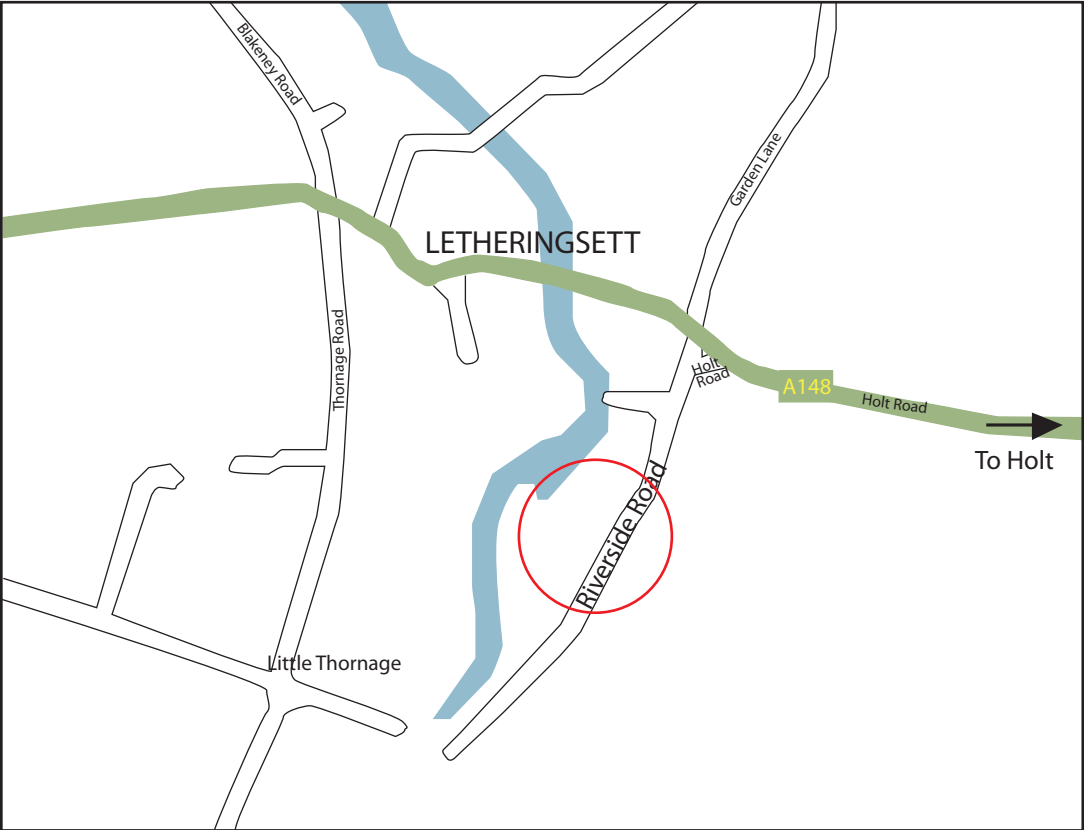 Blakeney Road
Garden Lane
LETHERINGSETT
Thornage Road
Holt
Road
A148
Holt Road
To Holt
Riverside Road
Little Thornage